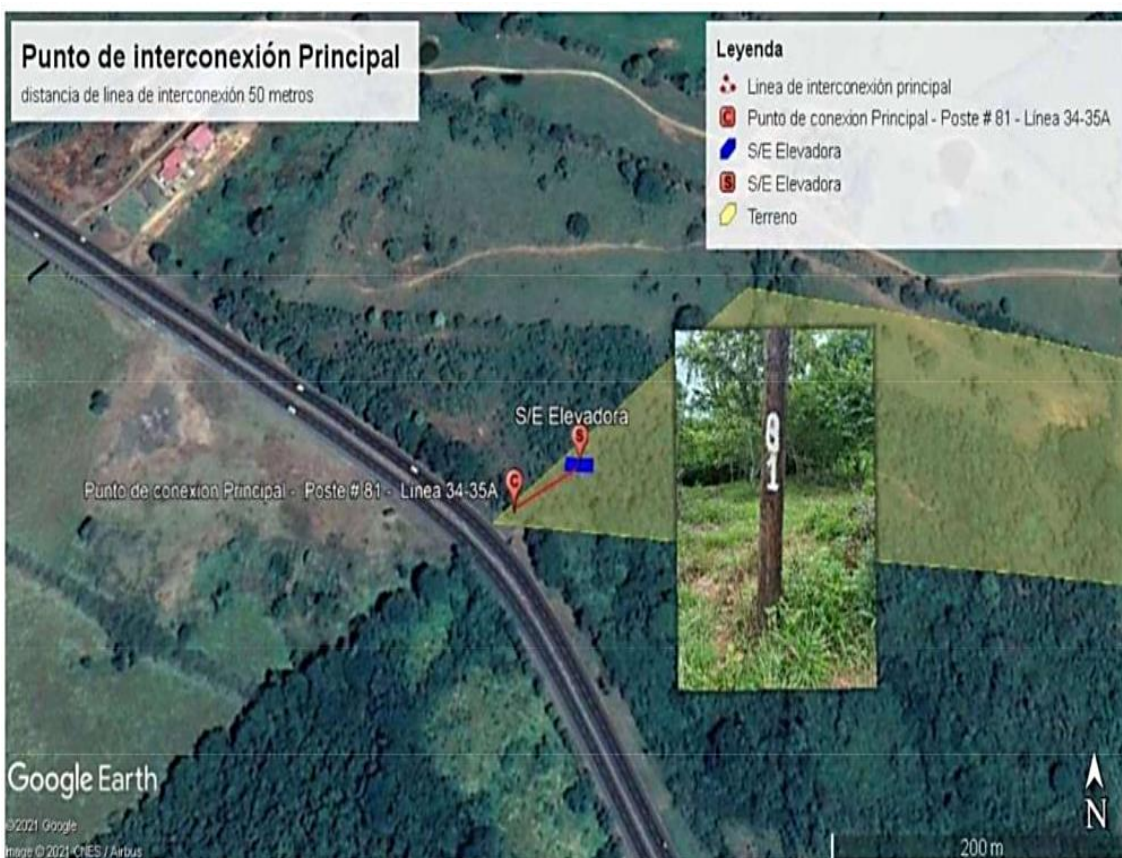 Punto de interconexión Principal
distancia de linea de interconexión 50 metros
Leyenda
Linea de interconexión principal
C Punto de conexion Principal - Poste # 81 - Línea 34-35A
S/E Elevadora
S S/E Elevadora
Terreno
S/E Elevadora
S
C
Punto de conexion Principal - Poste # 81 - Línea 34-35A
8
1
Google Earth
©2021 Google
Image © 2021 CNES / Airbus
N
200 m